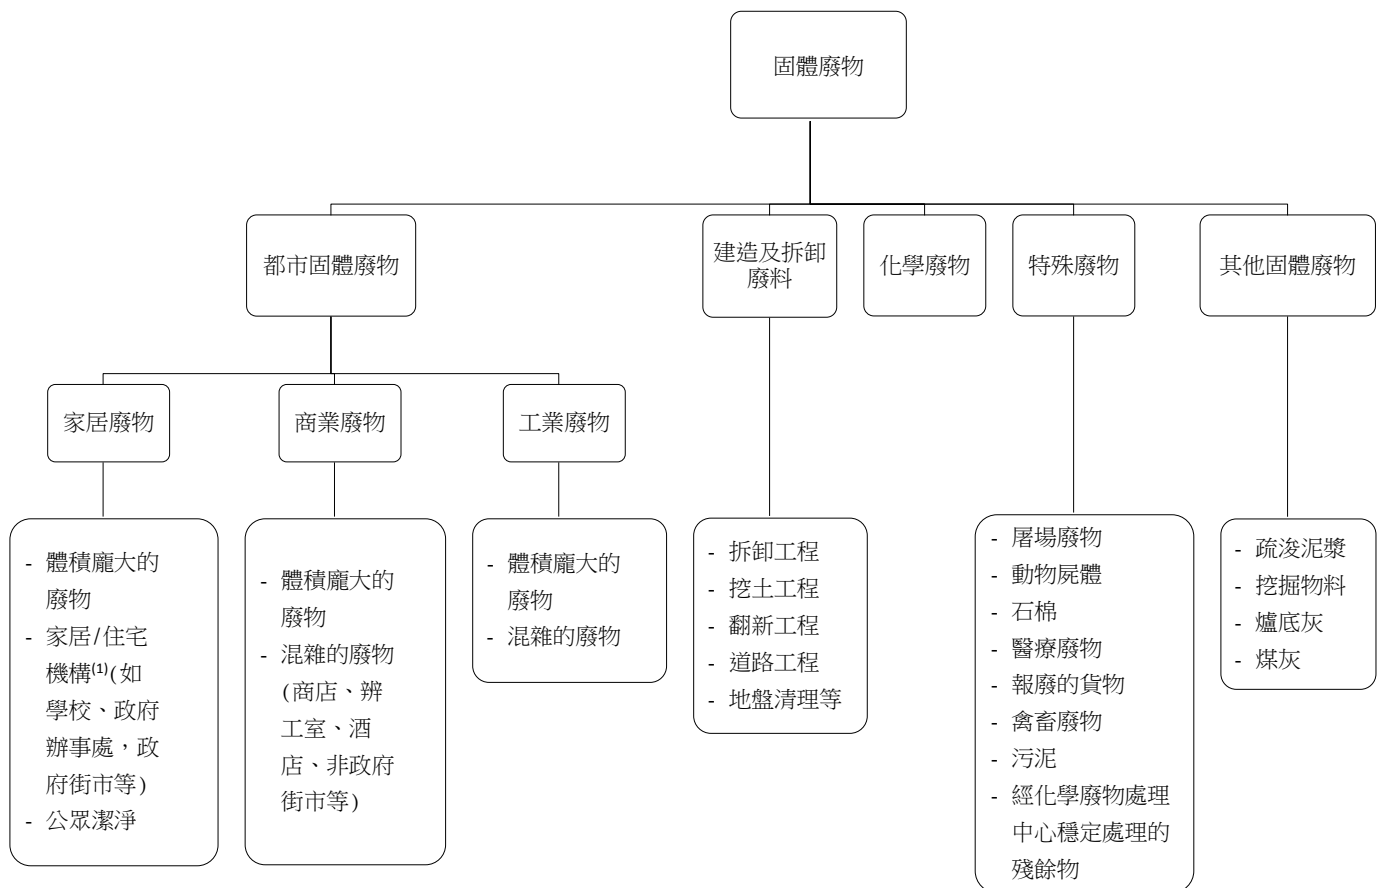 固體廢物
都市固體廢物
建造及拆卸
廢料
化學廢物
特殊廢物
其他固體廢物
家居廢物
商業廢物
工業廢物
- 體積龐大的
廢物
- 家居/住宅
機構(1)(如
學校、政府
辦事處，政
府街市等)
- 公眾潔淨
- 體積龐大的
廢物
- 混雜的廢物
(商店、辨
工室、酒
店、非政府
街市等)
- 體積龐大的
廢物
- 混雜的廢物
- 拆卸工程
- 挖土工程
- 翻新工程
- 道路工程
- 地盤清理等
- 屠場廢物
- 動物屍體
- 石棉
- 醫療廢物
- 報廢的貨物
- 禽畜廢物
- 污泥
- 經化學廢物處理
中心穩定處理的
殘餘物
- 疏浚泥漿
- 挖掘物料
- 爐底灰
- 煤灰